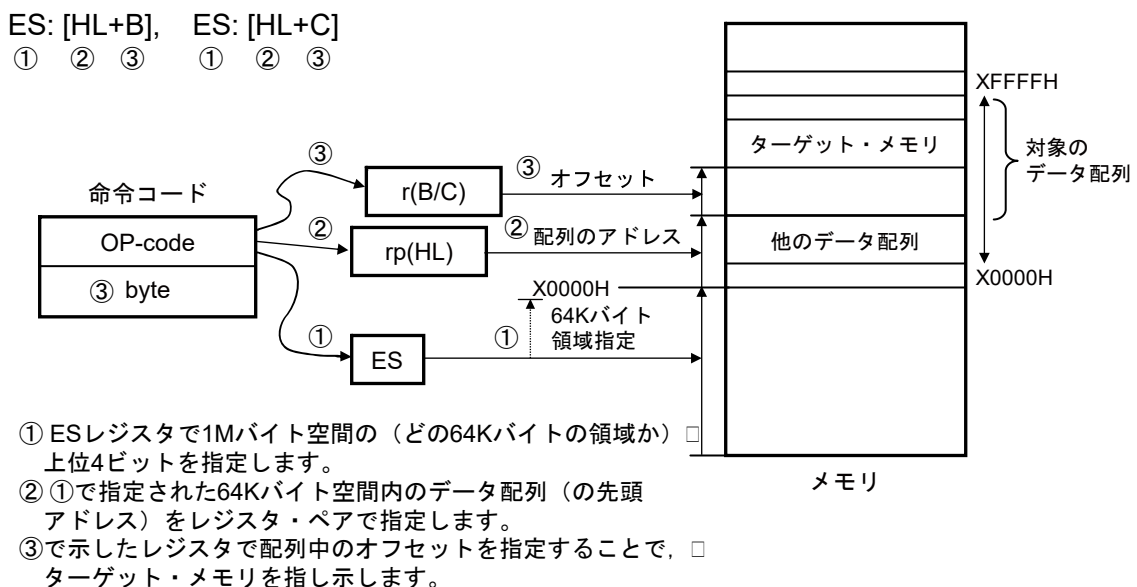 ES: [HL+B], ES: [HL+C]
① ② ③ ① ② ③
命令コード
OP-code
③ byte
③
r(B/C)
③ オフセット
②
rp(HL)
② 配列のアドレス
①
ES
①
X0000H
64Kバイト
領域指定
XFFFFH
ターゲット・メモリ
対象の
データ配列
他のデータ配列
X0000H
メモリ
① ESレジスタで1Mバイト空間の（どの64Kバイトの領域か）□
上位4ビットを指定します。
② ①で指定された64Kバイト空間内のデータ配列（の先頭
アドレス）をレジスタ・ペアで指定します。
③で示したレジスタで配列中のオフセットを指定することで，□
ターゲット・メモリを指し示します。